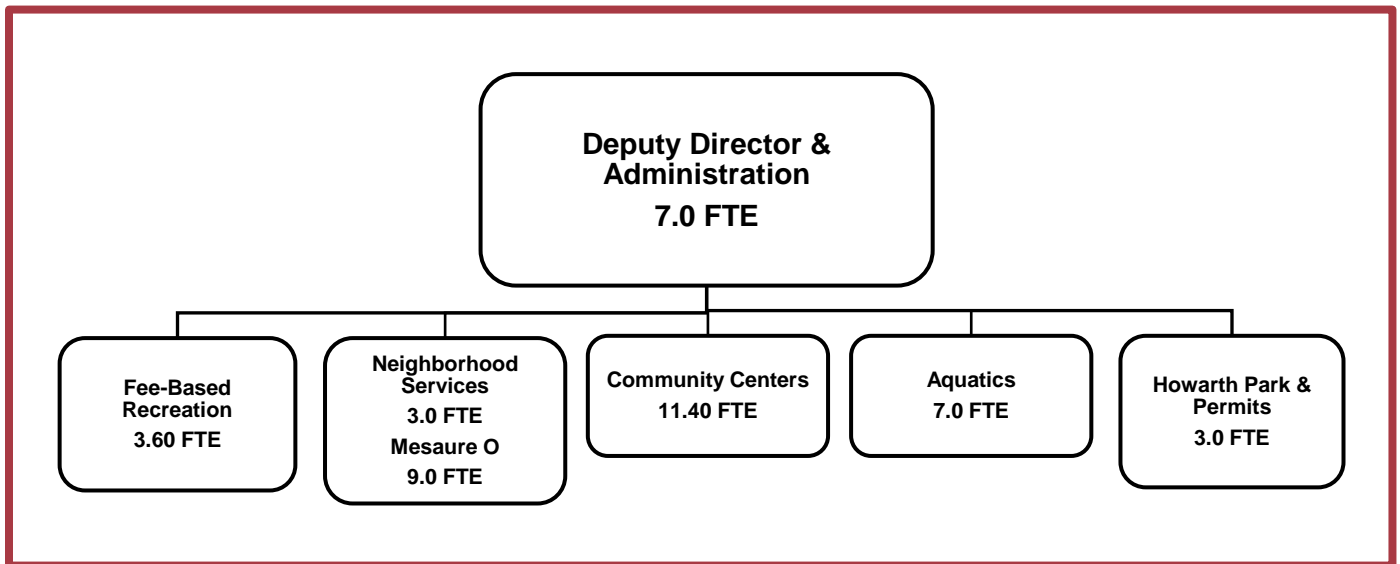 Deputy Director &
Administration
7.0 FTE
Fee-Based
Recreation
3.60 FTE
Neighborhood
Services
3.0 FTE
Mesaure O
9.0 FTE
Community Centers
11.40 FTE
Aquatics
7.0 FTE
Howarth Park &
Permits
3.0 FTE